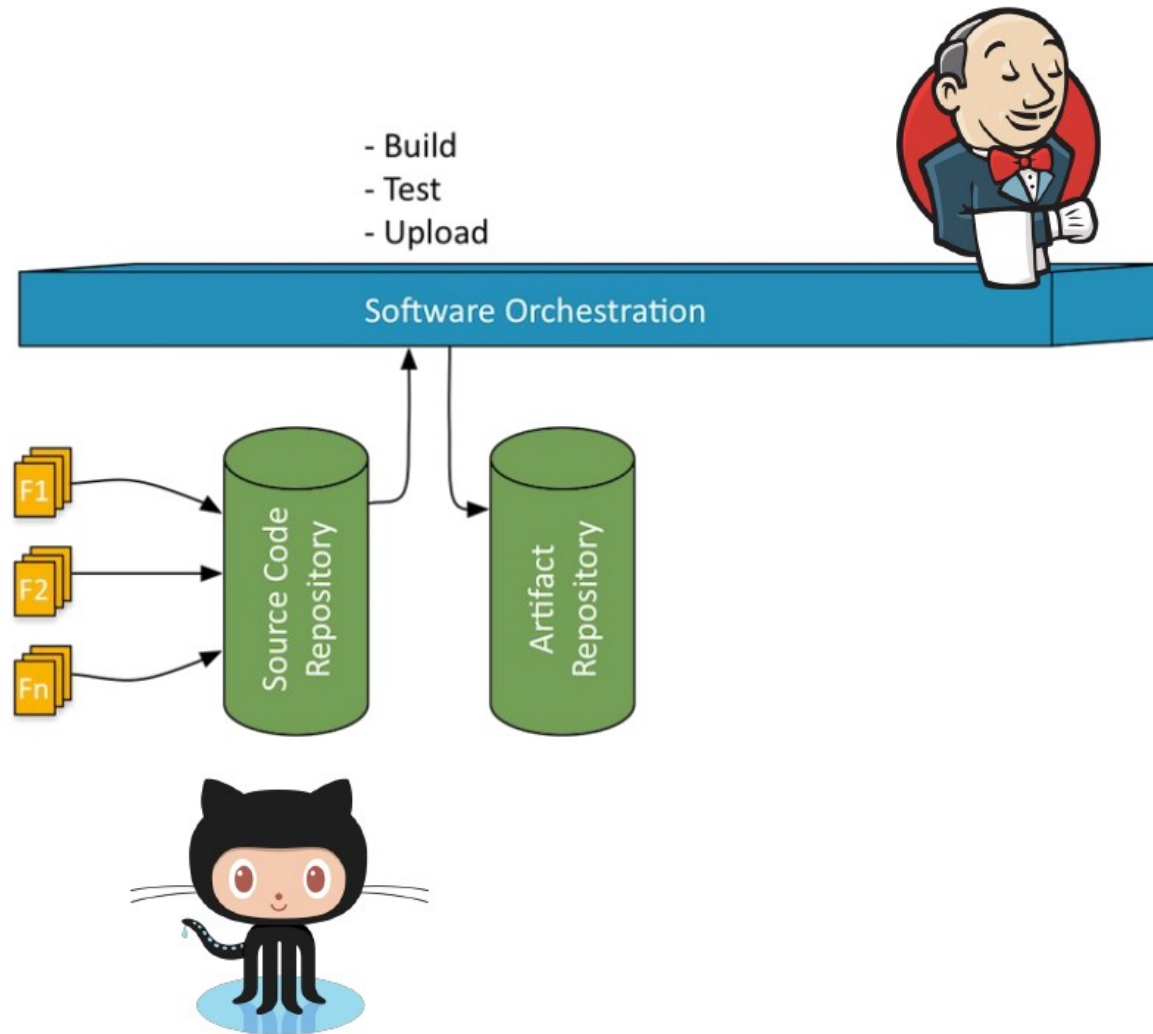 - Build
- Test
- Upload
Software Orchestration
F1
F2
Fn
Source Code
Repository
Artifact
Repository